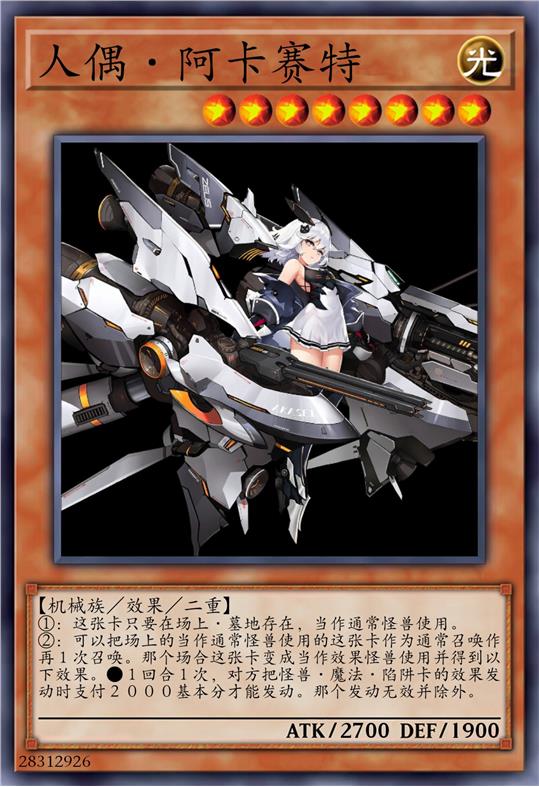 人偶・阿卡赛特
光
ZEUS
AKASET
【机械族／效果／二重】
①：这张卡只要在场上・墓地存在，当作通常怪兽使用。
②：可以把场上的当作通常怪兽使用的这张卡作为通常召唤作
再1次召唤。那个场合这张卡变成当作效果怪兽使用并得到以
下效果。●1回合1次，对方把怪兽・魔法・陷阱卡的效果发
动时支付2000基本分才能发动。那个发动无效并除外。
ATK/2700 DEF/1900
28312926